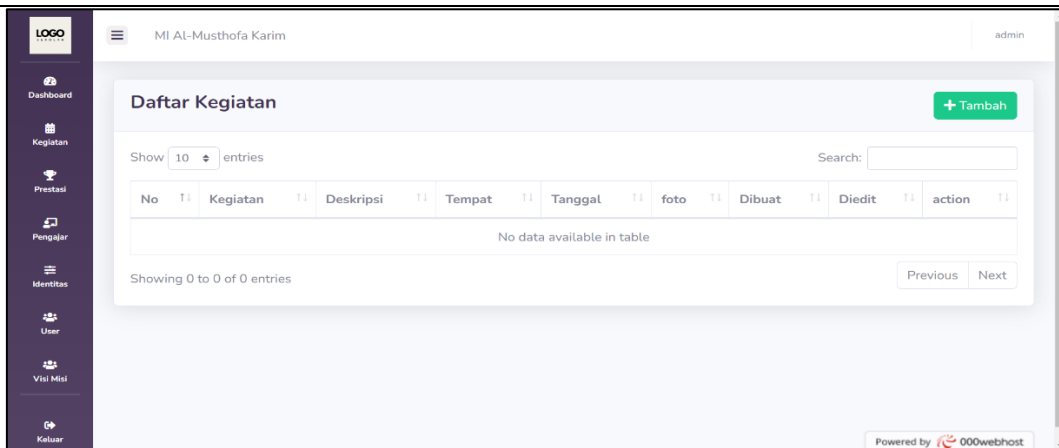 LOGO
MI Al-Musthofa Karim
admin
Dashboard
Kegiatan
Prestasi
Pengajar
Identitas
User
Visi Misi
Keluar
Daftar Kegiatan
+ Tambah
Show 10 entries
Search:
No Kegiatan Deskripsi Tempat Tanggal foto Dibuat Diedit action
No data available in table
Showing 0 to 0 of 0 entries
Previous Next
Powered by 000webhost